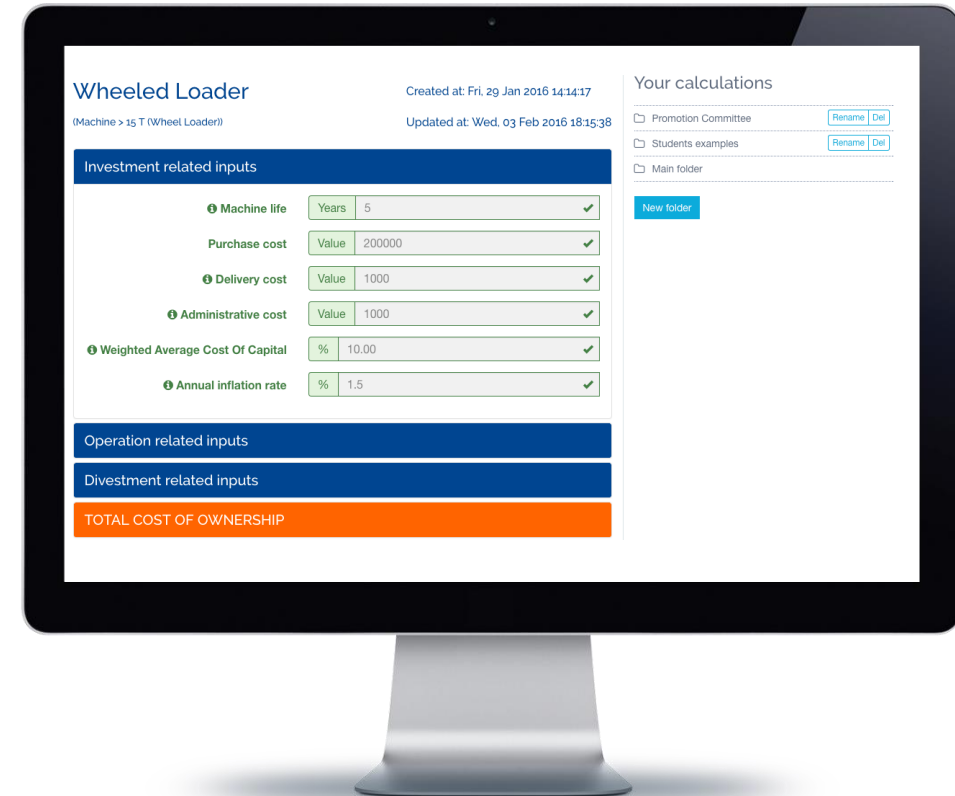 Wheeled Loader
Created at: Fri, 29 Jan 2016 14:14:17
(Machine > 15 T (Wheel Loader))
Updated at: Wed, 03 Feb 2016 18:15:38
Investment related inputs
Machine life Years 5
Purchase cost Value 200000
Delivery cost Value 1000
Administrative cost Value 1000
Weighted Average Cost Of Capital % 10.00
Annual inflation rate % 1.5
Operation related inputs
Divestment related inputs
TOTAL COST OF OWNERSHIP
Your calculations
Promotion Committee Rename Del
Students examples Rename Del
Main folder
New folder